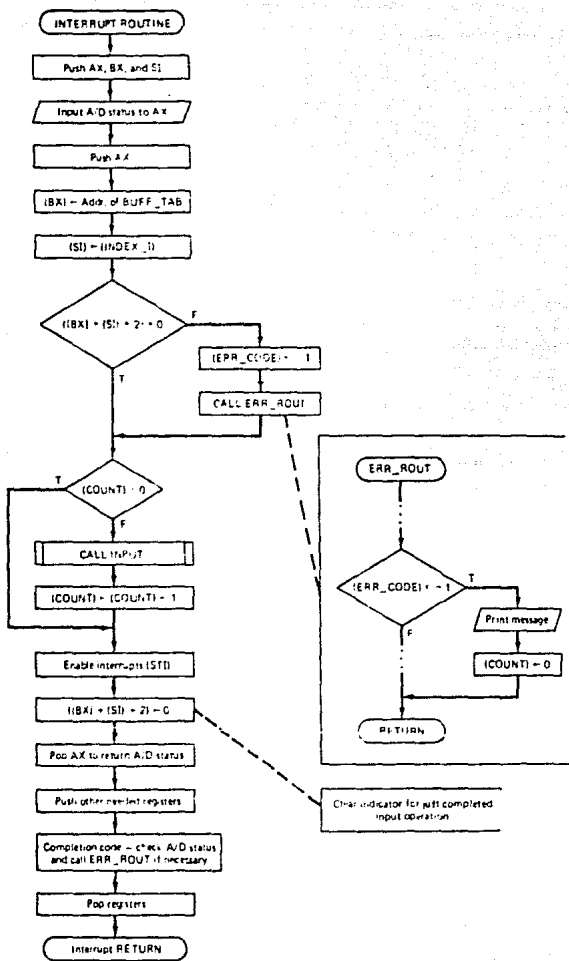 INTERRUPT ROUTINE
Push AX, BX, and SI
Input A/D status to AX
Push AX
(BX) ← Addr. of BUFF_TAB
(SI) ← (INDEX_1)
((BX) + (SI) + 2) = 0
F
T
(ERR_CODE) ← - 1
CALL ERR_ROUT
T
(COUNT) = 0
F
CALL INPUT
(COUNT) ← (COUNT) - 1
Enable interrupts (STI)
((BX) + (SI) + 2) ← 0
Pop AX to return A/D status
Push other needed registers
Completion code – check A/D status
and call ERR_ROUT if necessary
Pop registers
Interrupt RETURN
ERR_ROUT
(ERR_CODE) = - 1
T
F
Print message
(COUNT) ← 0
RETURN
Clear indicator for just completed
input operation